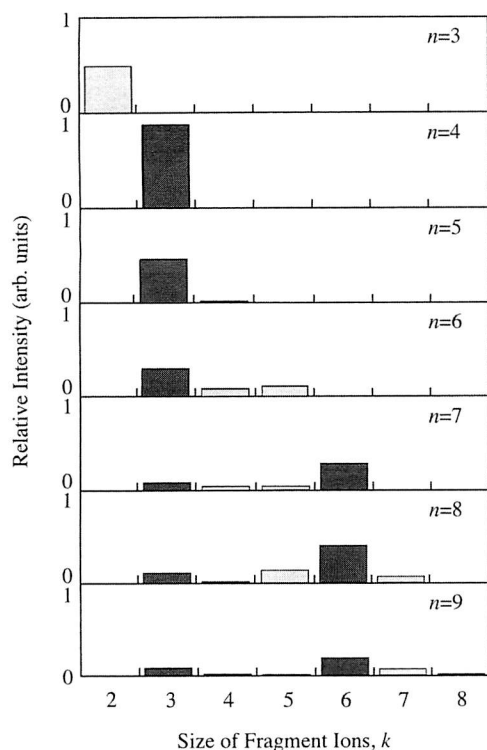 1
n=3
0
1
n=4
0
1
n=5
0
1
n=6
0
1
n=7
0
1
n=8
0
1
n=9
0
2 3 4 5 6 7 8
Size of Fragment Ions, k
Relative Intensity (arb. units)